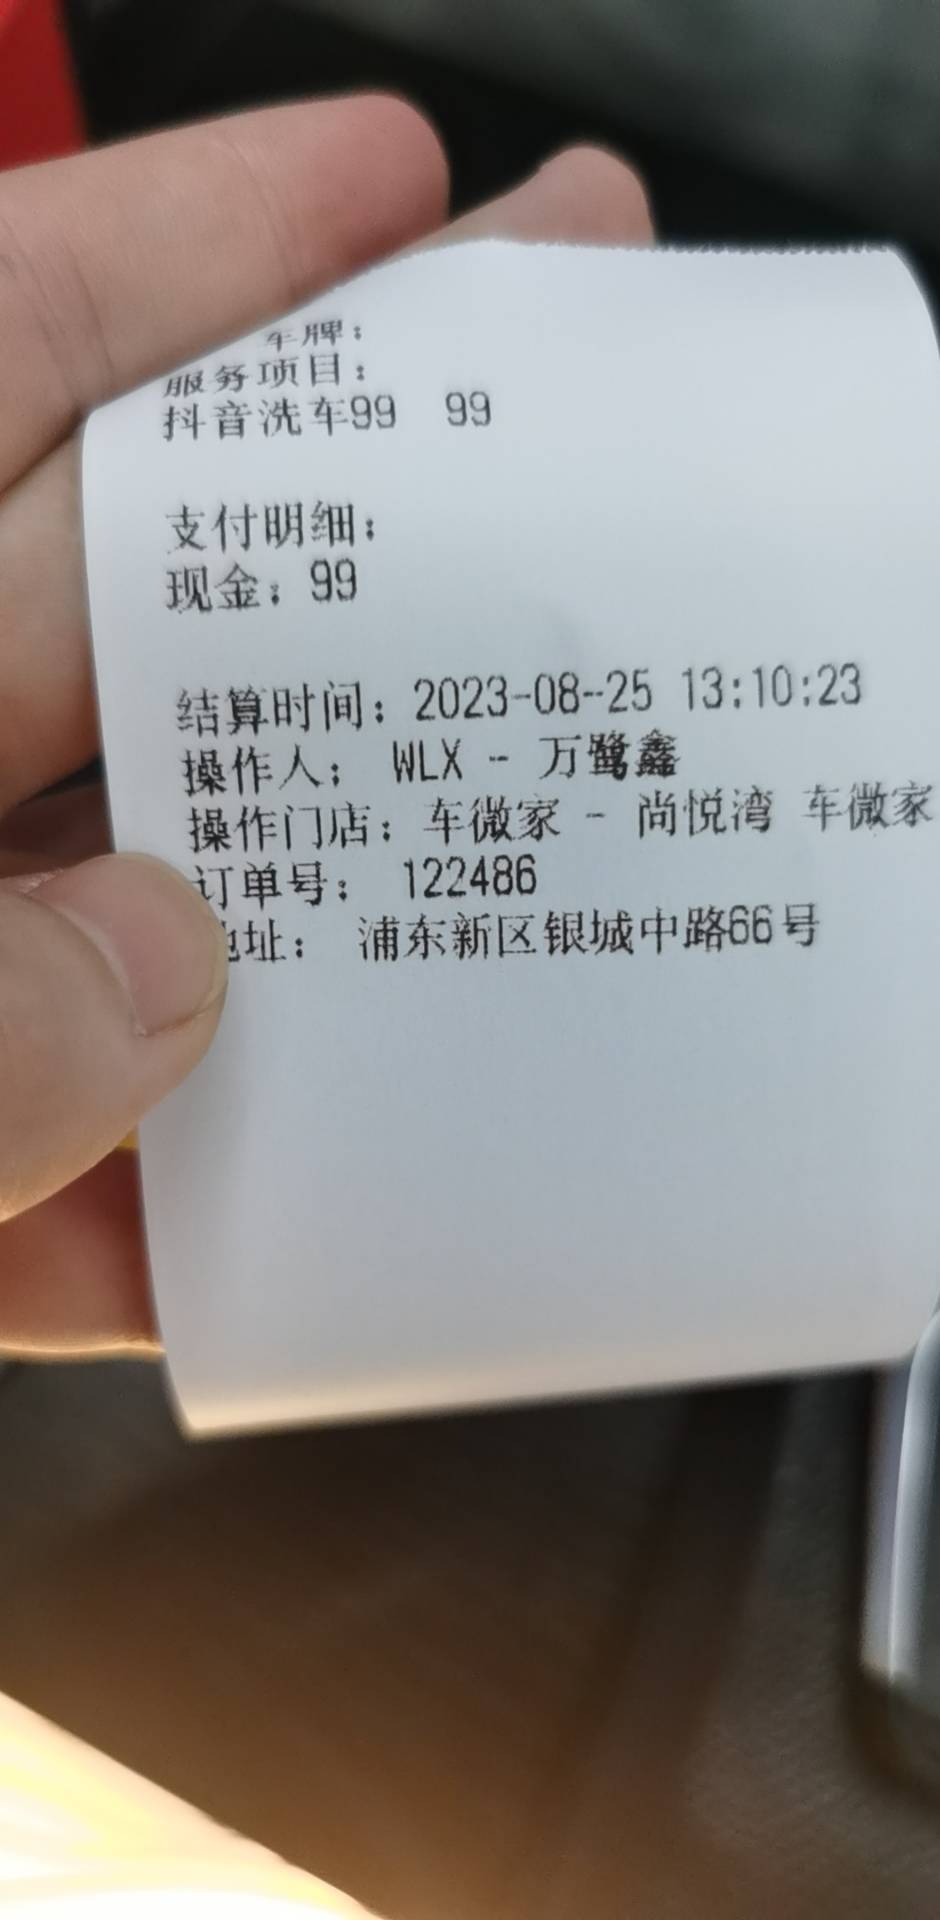 车牌：
服务项目：
抖音洗车99 99
支付明细：
现金：99
结算时间：2023-08-25 13:10:23
操作人： WLX - 万鹭鑫
操作门店：车微家 - 尚悦湾 车微家
订单号： 122486
地址： 浦东新区银城中路66号